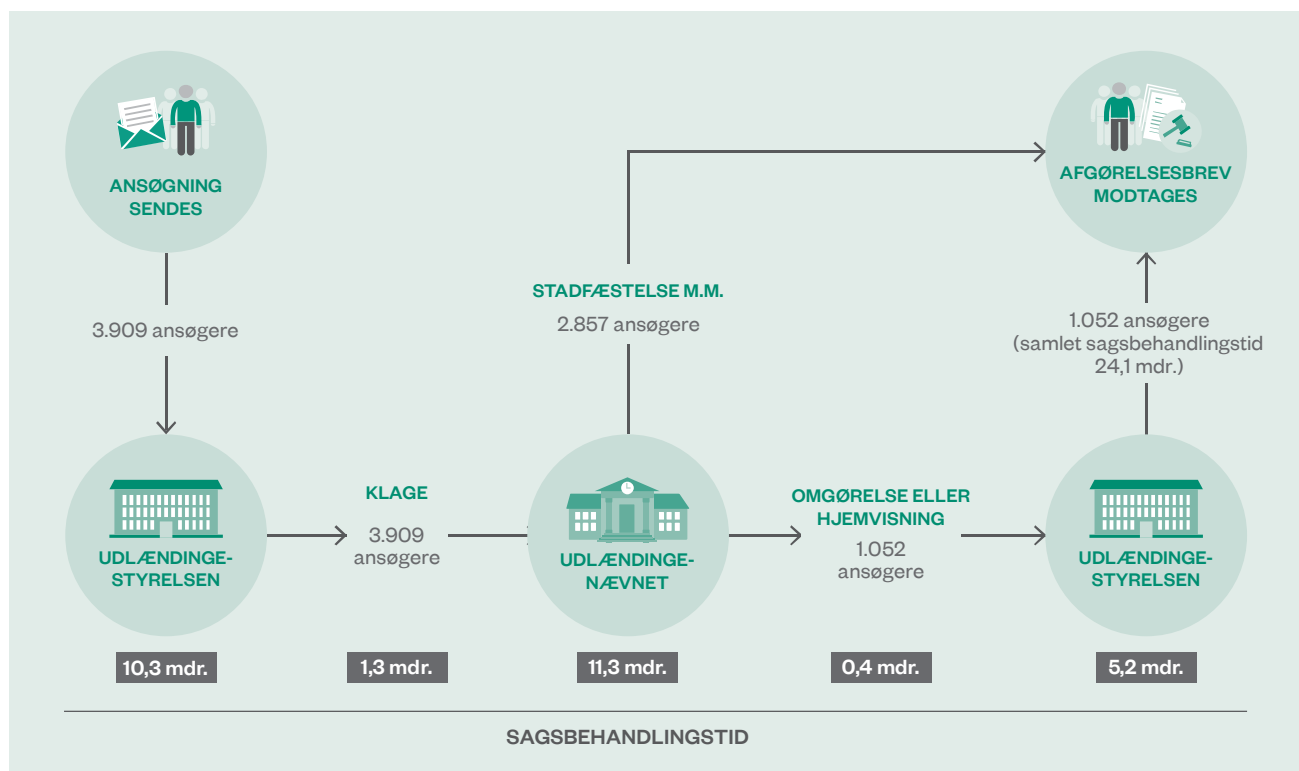 ANSØGNING
SENDES
3.909 ansøgere
UDLÆNDINGE-
STYRELSEN
10,3 mdr.
KLAGE
3.909
ansøgere
1,3 mdr.
STADFÆSTELSE M.M.
2.857 ansøgere
UDLÆNDINGE-
NÆVNET
11,3 mdr.
OMGØRELSE ELLER
HJEMVISNING
1.052
ansøgere
0,4 mdr.
AFGØRELSESBREV
MODTAGES
1.052 ansøgere
(samlet sagsbehandlingstid
24,1 mdr.)
UDLÆNDINGE-
STYRELSEN
5,2 mdr.
SAGSBEHANDLINGSTID